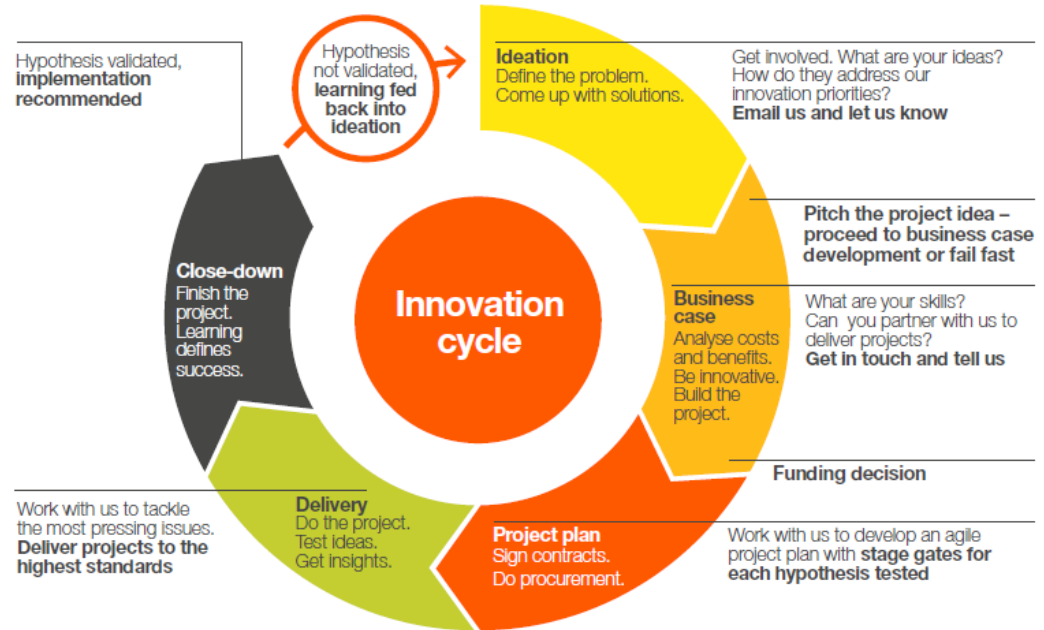 Hypothesis validated,
implementation
recommended
Hypothesis
not validated,
learning fed
back into
ideation
Ideation
Define the problem.
Come up with solutions.
Get involved. What are your ideas?
How do they address our
innovation priorities?
Email us and let us know
Pitch the project idea –
proceed to business case
development or fail fast
Business
case
Analyse costs
and benefits.
Be innovative.
Build the
project.
What are your skills?
Can you partner with us to
deliver projects?
Get in touch and tell us
Funding decision
Project plan
Sign contracts.
Do procurement.
Work with us to develop an agile
project plan with stage gates for
each hypothesis tested
Delivery
Do the project.
Test ideas.
Get insights.
Work with us to tackle
the most pressing issues.
Deliver projects to the
highest standards
Close-down
Finish the
project.
Learning
defines
success.
Innovation
cycle